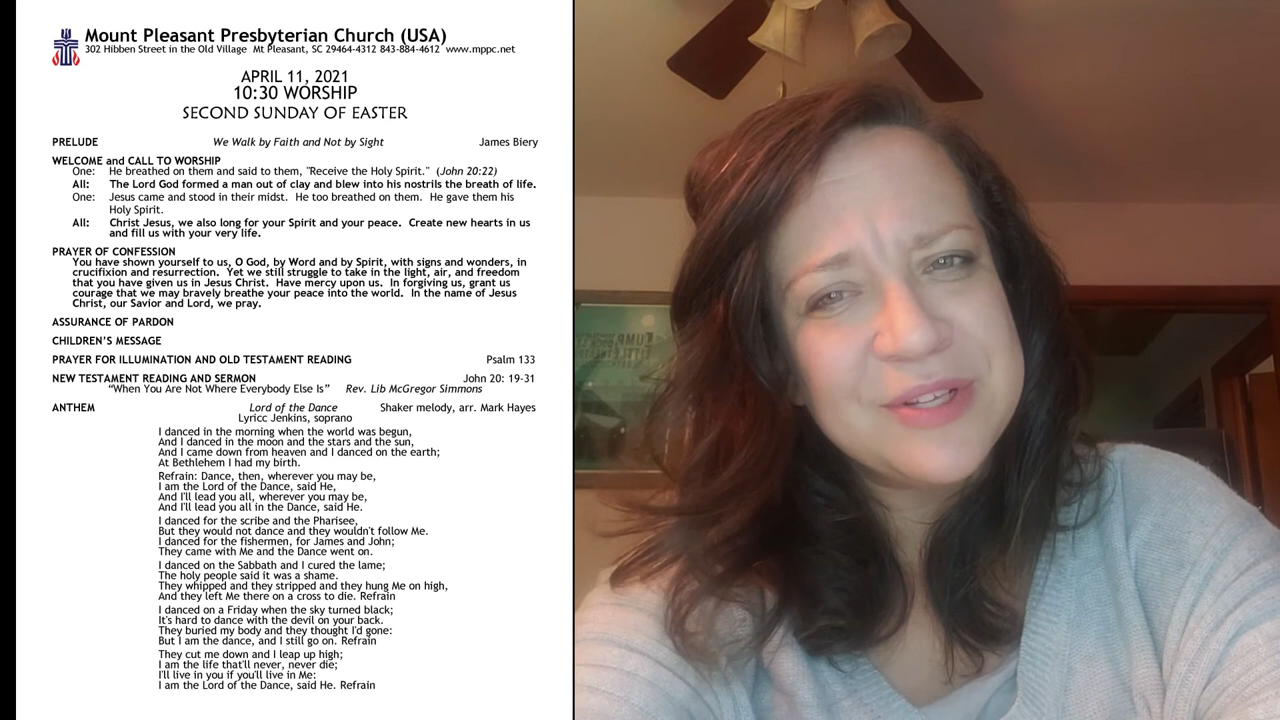 Mount Pleasant Presbyterian Church (USA)
302 Hibben Street in the Old Village Mt Pleasant, SC 29464-4312 843-884-4612 www.mppc.net
APRIL 11, 2021
10:30 WORSHIP
SECOND SUNDAY OF EASTER
PRELUDE We Walk by Faith and Not by Sight James Biery
WELCOME and CALL TO WORSHIP
One: He breathed on them and said to them, "Receive the Holy Spirit." (John 20:22)
All: The Lord God formed a man out of clay and blew into his nostrils the breath of life.
One: Jesus came and stood in their midst. He too breathed on them. He gave them his
Holy Spirit.
All: Christ Jesus, we also long for your Spirit and your peace. Create new hearts in us
and fill us with your very life.
PRAYER OF CONFESSION
You have shown yourself to us, O God, by Word and by Spirit, with signs and wonders, in
crucifixion and resurrection. Yet we still struggle to take in the light, air, and freedom
that you have given us in Jesus Christ. Have mercy upon us. In forgiving us, grant us
courage that we may bravely breathe your peace into the world. In the name of Jesus
Christ, our Savior and Lord, we pray.
ASSURANCE OF PARDON
CHILDREN'S MESSAGE
PRAYER FOR ILLUMINATION AND OLD TESTAMENT READING Psalm 133
NEW TESTAMENT READING AND SERMON John 20: 19-31
“When You Are Not Where Everybody Else Is” Rev. Lib McGregor Simmons
ANTHEM Lord of the Dance Shaker melody, arr. Mark Hayes
Lyricc Jenkins, soprano
I danced in the morning when the world was begun,
And I danced in the moon and the stars and the sun,
And I came down from heaven and I danced on the earth;
At Bethlehem I had my birth.
Refrain: Dance, then, wherever you may be,
I am the Lord of the Dance, said He,
And I'll lead you all, wherever you may be,
And I'll lead you all in the Dance, said He.
I danced for the scribe and the Pharisee,
But they would not dance and they wouldn't follow Me.
I danced for the fishermen, for James and John;
They came with Me and the Dance went on.
I danced on the Sabbath and I cured the lame;
The holy people said it was a shame.
They whipped and they stripped and they hung Me on high,
And they left Me there on a cross to die. Refrain
I danced on a Friday when the sky turned black;
It's hard to dance with the devil on your back.
They buried my body and they thought I'd gone:
But I am the dance, and I still go on. Refrain
They cut me down and I leap up high;
I am the life that'll never, never die;
I'll live in you if you'll live in Me:
I am the Lord of the Dance, said He. Refrain